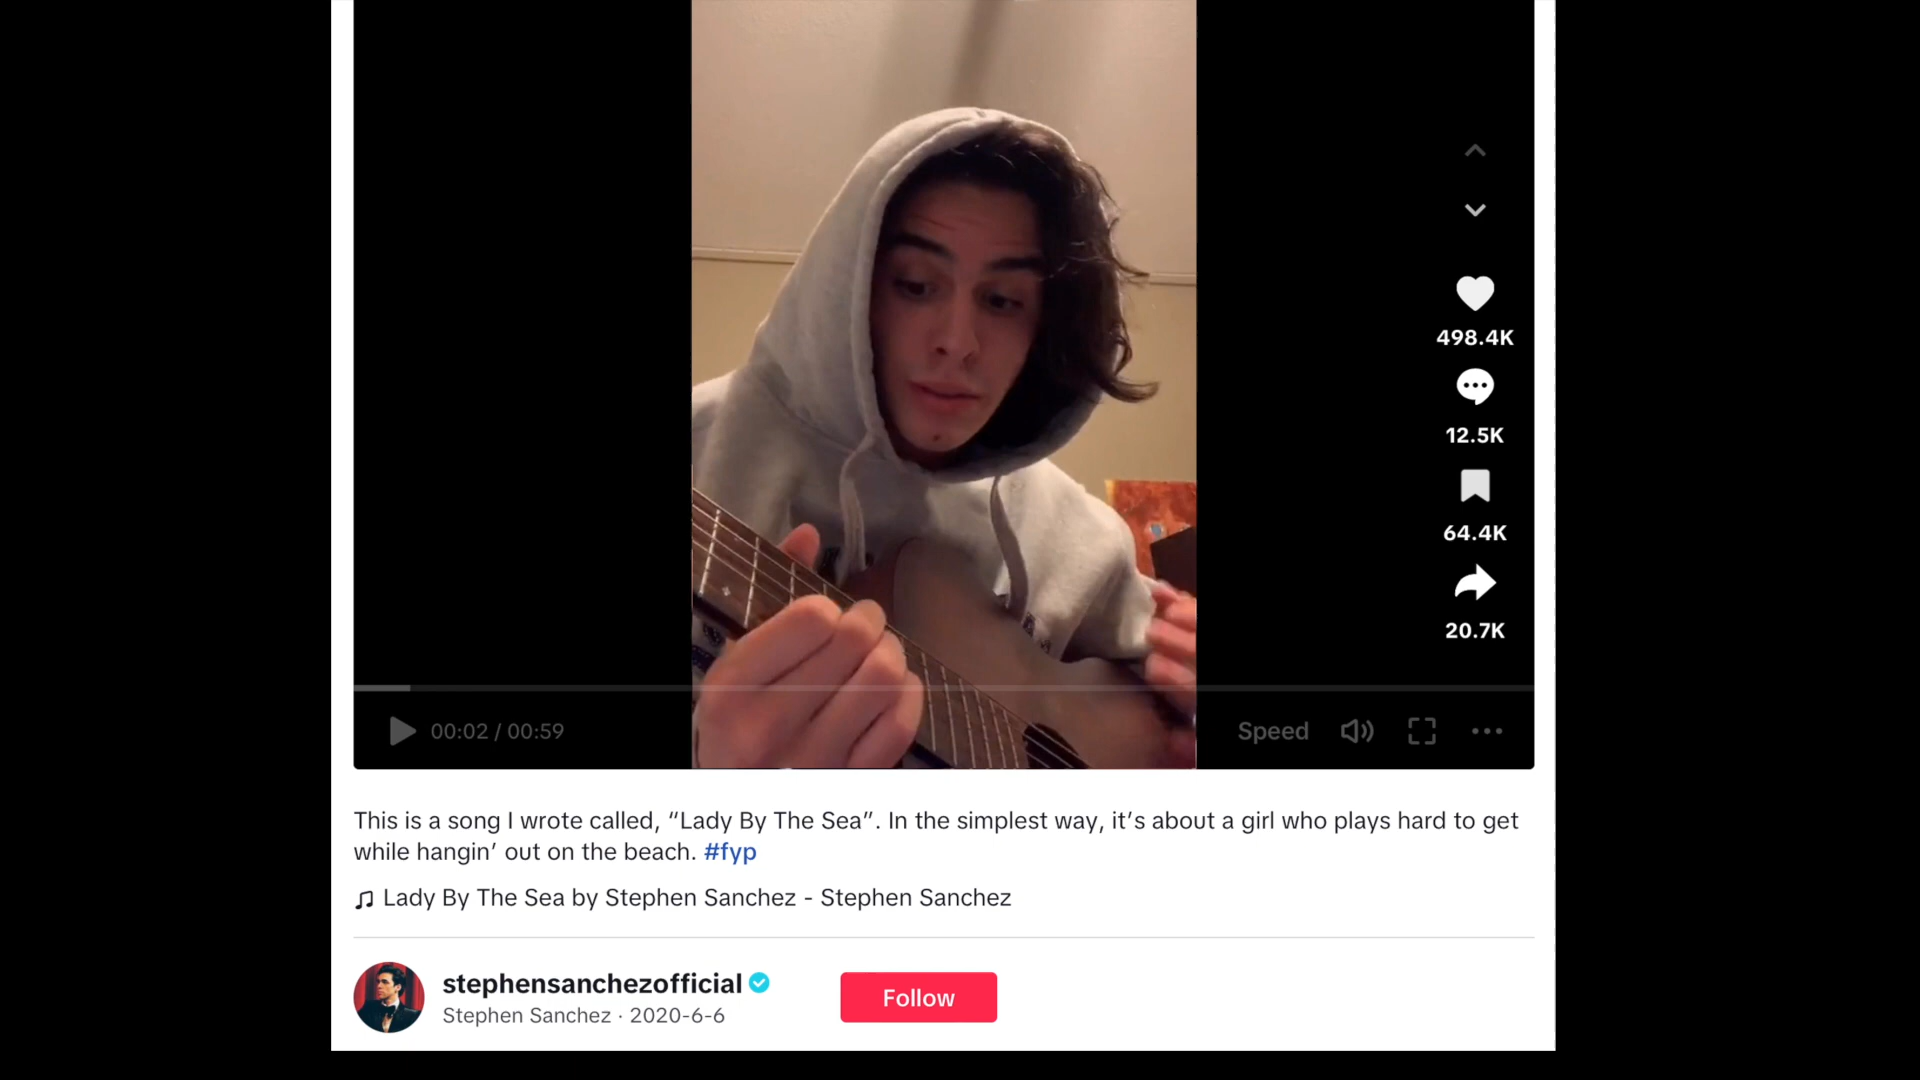 498.4K
12.5K
64.4K
20.7K
00:02 / 00:59
Speed
This is a song I wrote called, “Lady By The Sea”. In the simplest way, it’s about a girl who plays hard to get
while hangin’ out on the beach. #fyp
Lady By The Sea by Stephen Sanchez - Stephen Sanchez
stephensanchezofficial
Stephen Sanchez · 2020-6-6
Follow